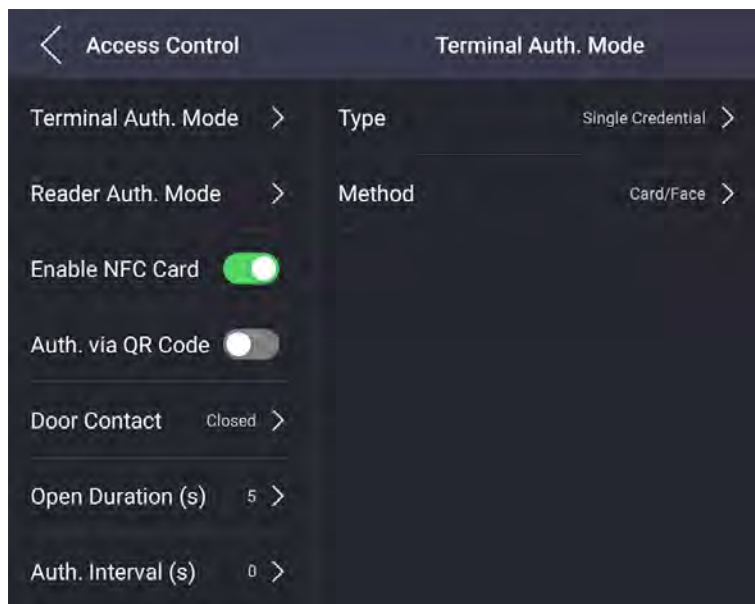 Access Control
Terminal Auth. Mode
Terminal Auth. Mode
Reader Auth. Mode
Enable NFC Card
Auth. via QR Code
Door Contact Closed
Open Duration (s) 5
Auth. Interval (s) 0
Type Single Credential
Method Card/Face